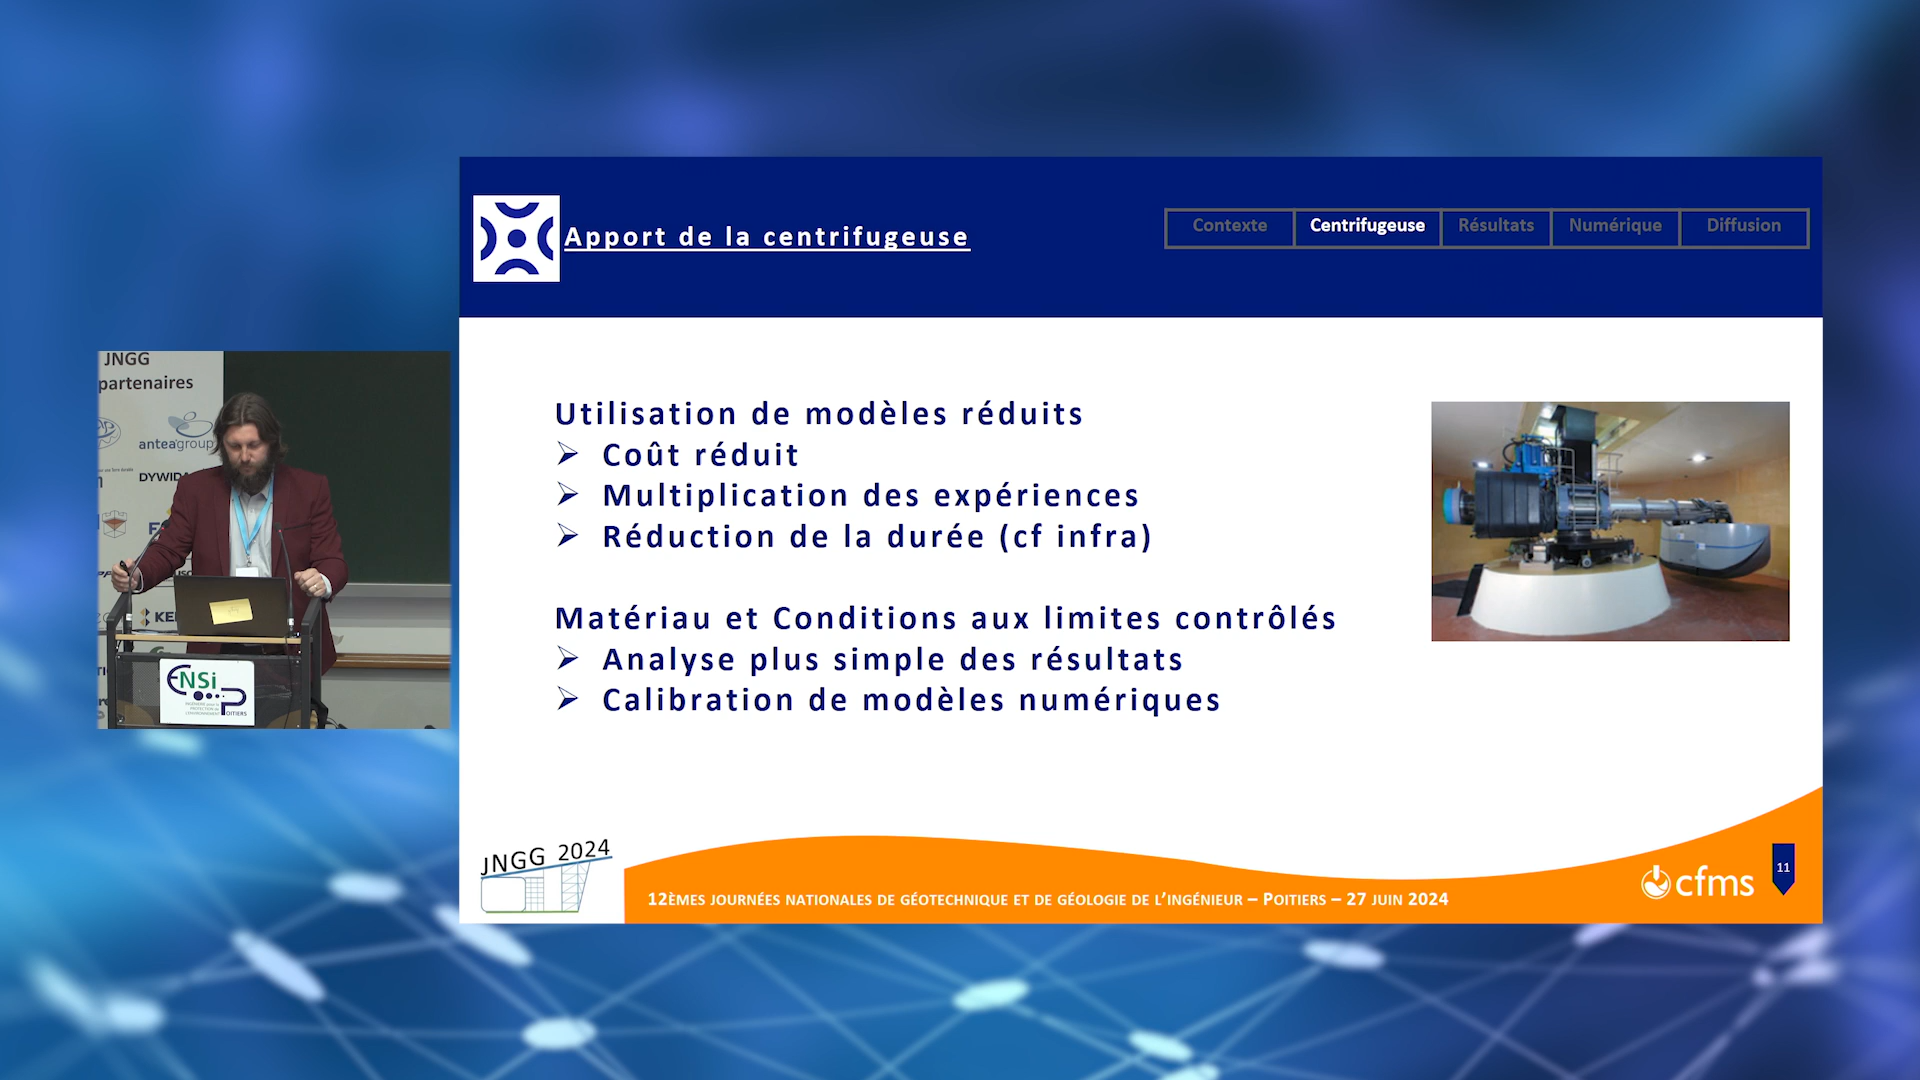 Apport de la centrifugeuse
Contexte
Centrifugeuse
Résultats
Numérique
Diffusion
Utilisation de modèles réduits
➢ Coût réduit
➢ Multiplication des expériences
➢ Réduction de la durée (cf infra)
Matériau et Conditions aux limites contrôlés
➢ Analyse plus simple des résultats
➢ Calibration de modèles numériques
JNGG
partenaires
anteagroup
DYWIDA
KEL
ENSi
P
POITIERS
JNGG 2024
12ÈMES JOURNÉES NATIONALES DE GÉOTECHNIQUE ET DE GÉOLOGIE DE L'INGÉNIEUR – POITIERS – 27 JUIN 2024
cfms
11